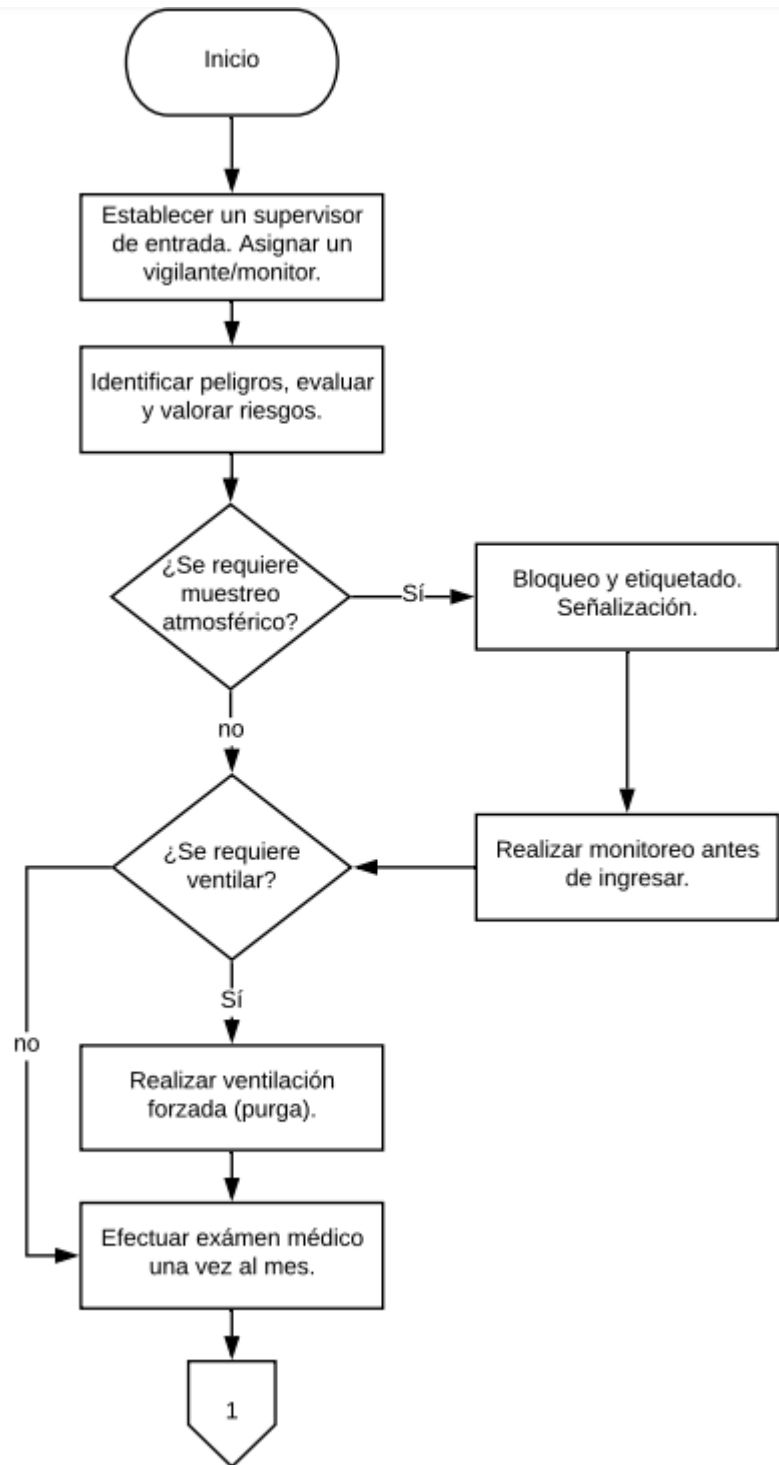 Inicio
Establecer un supervisor
de entrada. Asignar un
vigilante/monitor.
Identificar peligros, evaluar
y valorar riesgos.
¿Se requiere
muestreo
atmosférico?
Sí
Bloqueo y etiquetado.
Señalización.
no
Realizar monitoreo antes
de ingresar.
¿Se requiere
ventilar?
Sí
no
Realizar ventilación
forzada (purga).
Efectuar exámen médico
una vez al mes.
1